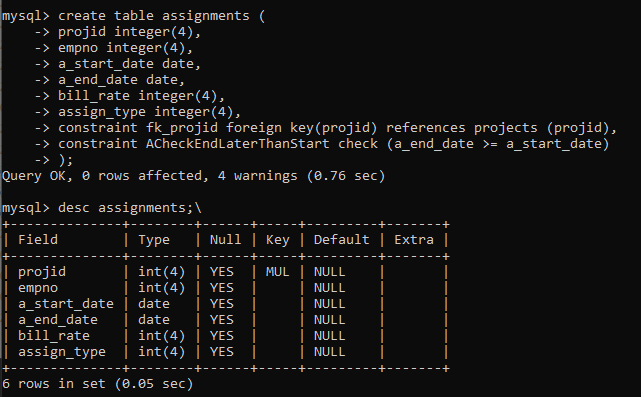 mysql> create table assignments (
    -> projid integer(4),
    -> empno integer(4),
    -> a_start_date date,
    -> a_end_date date,
    -> bill_rate integer(4),
    -> assign_type integer(4),
    -> constraint fk_projid foreign key(projid) references projects (projid),
    -> constraint ACheckEndLaterThanStart check (a_end_date >= a_start_date)
    -> );
Query OK, 0 rows affected, 4 warnings (0.76 sec)
mysql> desc assignments;\
+--------------+--------+------+-----+---------+-------+
| Field        | Type   | Null | Key | Default | Extra |
+--------------+--------+------+-----+---------+-------+
| projid       | int(4) | YES  | MUL | NULL    |       |
| empno        | int(4) | YES  |     | NULL    |       |
| a_start_date | date   | YES  |     | NULL    |       |
| a_end_date   | date   | YES  |     | NULL    |       |
| bill_rate    | int(4) | YES  |     | NULL    |       |
| assign_type  | int(4) | YES  |     | NULL    |       |
+--------------+--------+------+-----+---------+-------+
6 rows in set (0.05 sec)